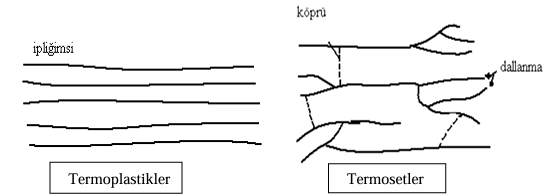 köprü
ipliğimsi
dallanma
Termoplastikler
Termosetler